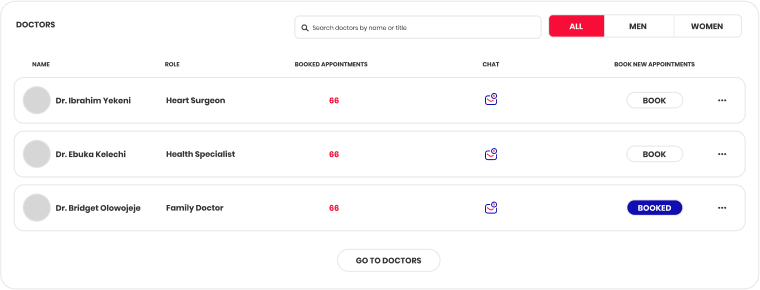 DOCTORS
Search doctors by name or title
ALL MEN WOMEN
NAME ROLE BOOKED APPOINTMENTS CHAT BOOK NEW APPOINTMENTS
Dr. Ibrahim Yekeni Heart Surgeon 66 BOOK
Dr. Ebuka Kelechi Health Specialist 66 BOOK
Dr. Bridget Olowojeje Family Doctor 66 BOOKED
GO TO DOCTORS